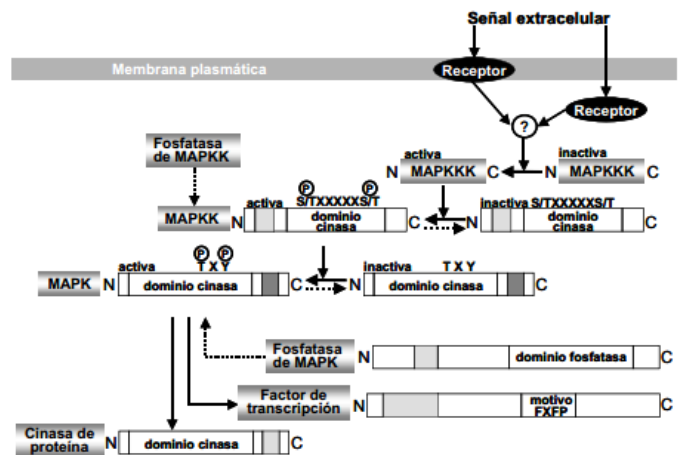 Señal extracelular
Membrana plasmática
Receptor
Receptor
?
Fosfatasa
de MAPKK
activa
N MAPKKK C
inactiva
N MAPKKK C
P P
activa S/TXXXXXS/T
MAPKK N dominio C
cinasa
inactiva S/TXXXXXS/T
N dominio C
cinasa
P P
activa T X Y
MAPK N dominio cinasa C
inactiva T X Y
N dominio cinasa C
Fosfatasa
de MAPK
N dominio fosfatasa C
Factor de
transcripción
N motivo C
FXFP
Cinasa de
proteína
N dominio cinasa C